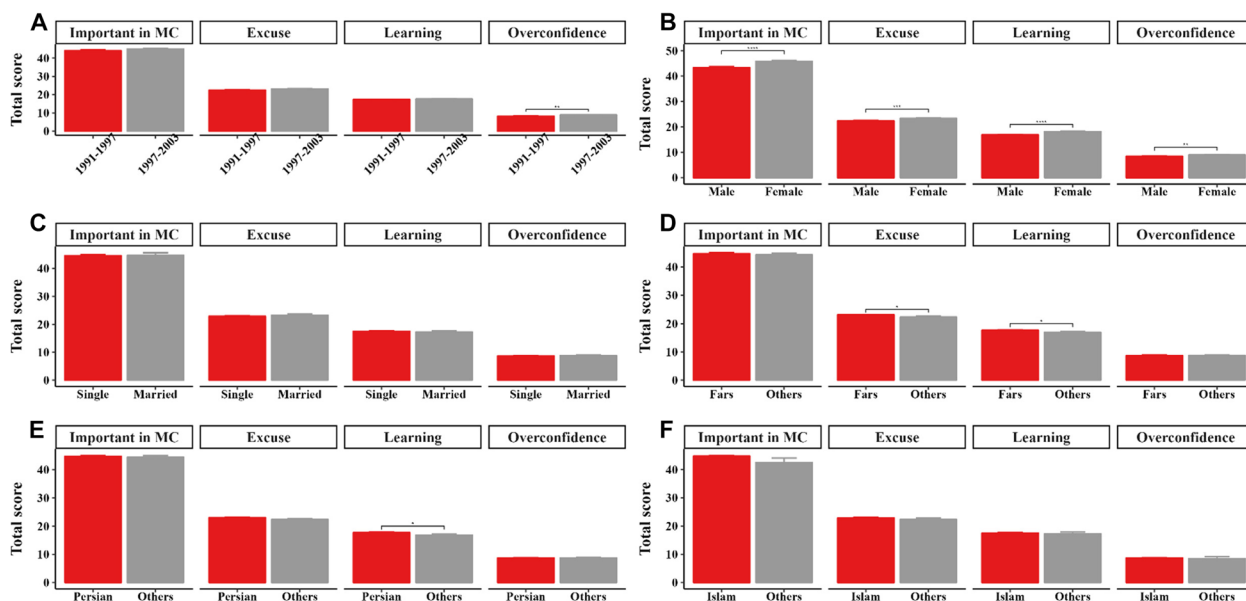 A
Important in MC Excuse Learning Overconfidence
Total score
40
30
20
10
0
**
1991-1997 1997-2003 1991-1997 1997-2003 1991-1997 1997-2003 1991-1997 1997-2003
B
Important in MC Excuse Learning Overconfidence
Total score
50
40
30
20
10
0
**** *** **** **
Male Female Male Female Male Female Male Female
C
Important in MC Excuse Learning Overconfidence
Total score
40
30
20
10
0
Single Married Single Married Single Married Single Married
D
Important in MC Excuse Learning Overconfidence
Total score
40
30
20
10
0
* *
Fars Others Fars Others Fars Others Fars Others
E
Important in MC Excuse Learning Overconfidence
Total score
40
30
20
10
0
*
Persian Others Persian Others Persian Others Persian Others
F
Important in MC Excuse Learning Overconfidence
Total score
40
30
20
10
0
Islam Others Islam Others Islam Others Islam Others